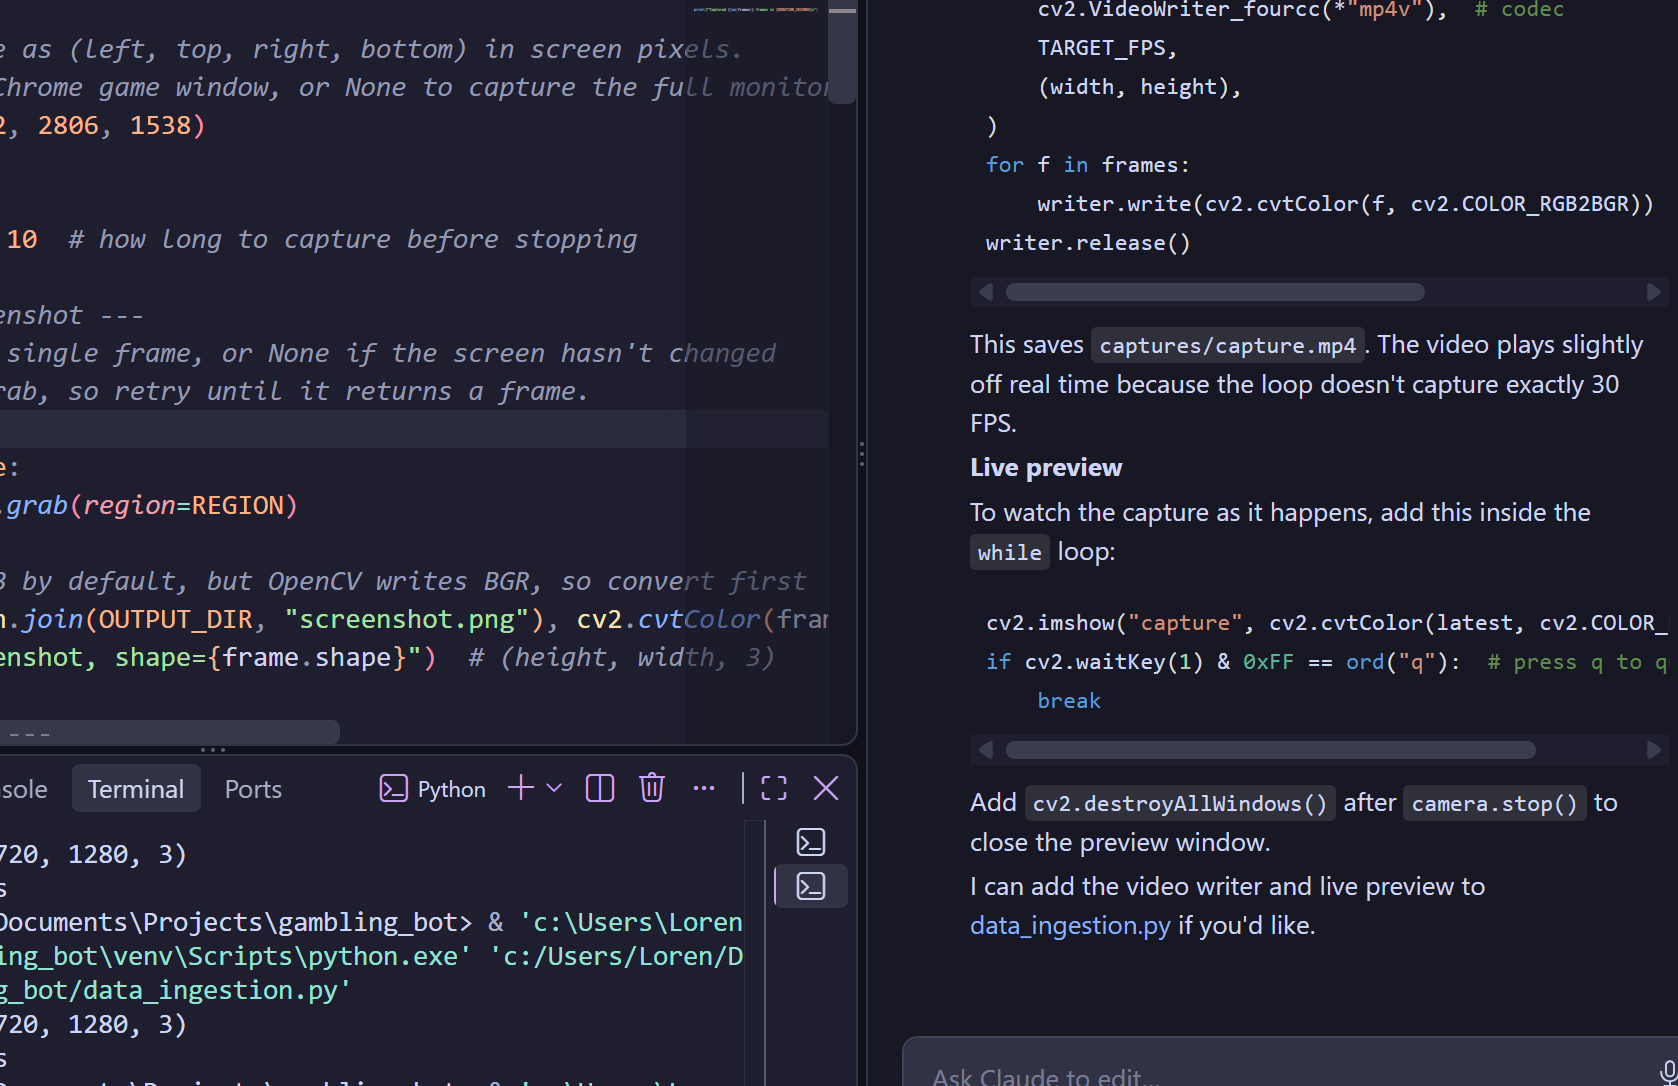 print(f"Captured {len(frames)} frames in {DURATION_SECONDS}s")
e as (left, top, right, bottom) in screen pixels.
Chrome game window, or None to capture the full monitor
2, 2806, 1538)
10  # how long to capture before stopping
enshot ---
single frame, or None if the screen hasn't changed
rab, so retry until it returns a frame.
e:
.grab(region=REGION)
B by default, but OpenCV writes BGR, so convert first
n.join(OUTPUT_DIR, "screenshot.png"), cv2.cvtColor(fram
enshot, shape={frame.shape}")  # (height, width, 3)
---
nsole
Terminal
Ports
Python
720, 1280, 3)
s
Documents\Projects\gambling_bot> & 'c:\Users\Loren
ing_bot\venv\Scripts\python.exe' 'c:/Users/Loren/D
g_bot/data_ingestion.py'
720, 1280, 3)
s
cv2.VideoWriter_fourcc(*"mp4v"),  # codec
TARGET_FPS,
(width, height),
)
for f in frames:
writer.write(cv2.cvtColor(f, cv2.COLOR_RGB2BGR))
writer.release()
This saves captures/capture.mp4. The video plays slightly
off real time because the loop doesn't capture exactly 30
FPS.
Live preview
To watch the capture as it happens, add this inside the
while loop:
cv2.imshow("capture", cv2.cvtColor(latest, cv2.COLOR_
if cv2.waitKey(1) & 0xFF == ord("q"):  # press q to q
break
Add cv2.destroyAllWindows() after camera.stop() to
close the preview window.
I can add the video writer and live preview to
data_ingestion.py if you'd like.
Ask Claude to edit...